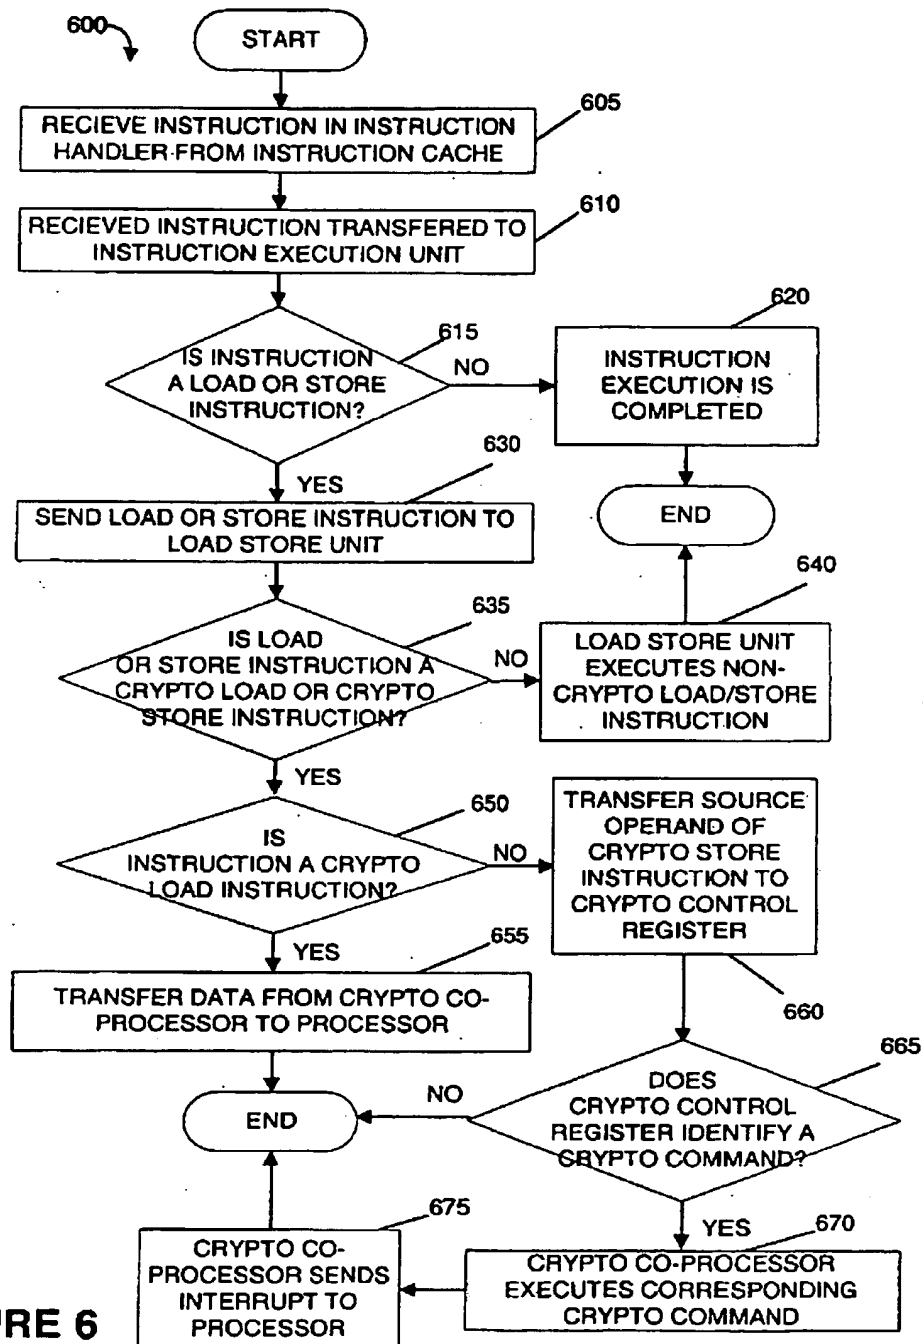 600
START
605
RECIEVE INSTRUCTION IN INSTRUCTION
HANDLER FROM INSTRUCTION CACHE
610
RECIEVED INSTRUCTION TRANSFERED TO
INSTRUCTION EXECUTION UNIT
615
IS INSTRUCTION
A LOAD OR STORE
INSTRUCTION?
NO
620
INSTRUCTION
EXECUTION IS
COMPLETED
END
YES
630
SEND LOAD OR STORE INSTRUCTION TO
LOAD STORE UNIT
635
IS LOAD
OR STORE INSTRUCTION A
CRYPTO LOAD OR CRYPTO
STORE INSTRUCTION?
NO
640
LOAD STORE UNIT
EXECUTES NON-
CRYPTO LOAD/STORE
INSTRUCTION
YES
650
IS
INSTRUCTION A CRYPTO
LOAD INSTRUCTION?
NO
TRANSFER SOURCE
OPERAND OF
CRYPTO STORE
INSTRUCTION TO
CRYPTO CONTROL
REGISTER
660
YES
655
TRANSFER DATA FROM CRYPTO CO-
PROCESSOR TO PROCESSOR
END
NO
665
DOES
CRYPTO CONTROL
REGISTER IDENTIFY A
CRYPTO COMMAND?
YES
670
CRYPTO CO-PROCESSOR
EXECUTES CORRESPONDING
CRYPTO COMMAND
675
CRYPTO CO-
PROCESSOR SENDS
INTERRUPT TO
PROCESSOR
URE 6